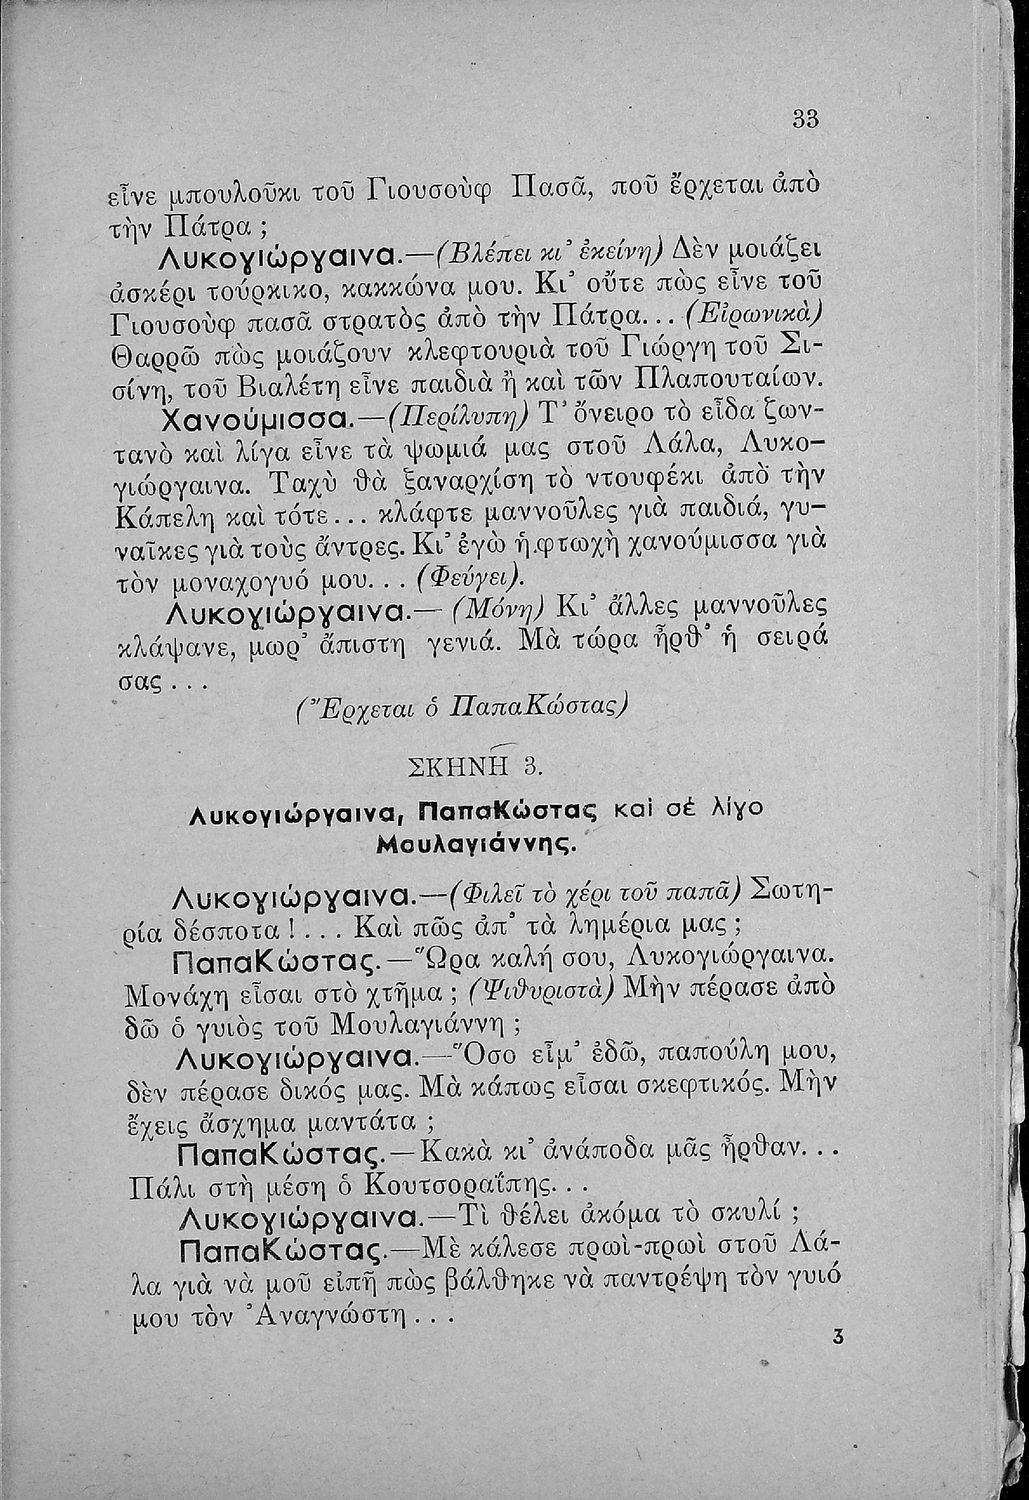 33
εἶνε μπουλοῦκι τοῦ Γιουσοὺφ Πασᾶ, ποῦ ἔρχεται ἀπὸ
τὴν Πάτρα ;
Λυκογιώργαινα.—(Βλέπει κι᾿ ἐκείνη) Δὲν μοιάζει
ἀσκέρι τούρκικο, κακκώνα μου. Κι᾿ οὔτε πὼς εἶνε τοῦ
Γιουσοὺφ πασᾶ στρατὸς ἀπὸ τὴν Πάτρα... (Εἰρωνικὰ)
Θαρρῶ πὼς μοιάζουν κλεφτουριὰ τοῦ Γιώργη τοῦ Σι-
σίνη, τοῦ Βιαλέτη εἶνε παιδιὰ ἢ καὶ τῶν Πλαπουταίων.
Χανούμισσα.—(Περίλυπη) Τ᾿ ὄνειρο τὸ εἶδα ζων-
τανὸ καὶ λίγα εἶνε τὰ ψωμιά μας στοῦ Λάλα, Λυκο-
γιώργαινα. Ταχὺ θὰ ξαναρχίση τὸ ντουφέκι ἀπὸ τὴν
Κάπελη καὶ τότε... κλάφτε μαννοῦλες γιὰ παιδιά, γυ-
ναῖκες γιὰ τοὺς ἄντρες. Κι᾿ ἐγὼ ἡ φτωχὴ χανούμισσα γιὰ
τὸν μοναχογυό μου... (Φεύγει).
Λυκογιώργαινα.— (Μόνη) Κι᾿ ἄλλες μαννοῦλες
κλάψανε, μωρ᾿ ἄπιστη γενιά. Μὰ τώρα ἦρθ᾿ ἡ σειρά
σας...
(Ἔρχεται ὁ ΠαπαΚώστας)
ΣΚΗΝΗ 3.
Λυκογιώργαινα, ΠαπαΚώστας καὶ σὲ λίγο
Μουλαγιάννης.
Λυκογιώργαινα.—(Φιλεῖ τὸ χέρι τοῦ παπᾶ) Σωτη-
ρία δέσποτα !... Καὶ πῶς ἀπ᾿ τὰ λημέρια μας ;
ΠαπαΚώστας.—Ὥρα καλή σου, Λυκογιώργαινα.
Μονάχη εἶσαι στὸ χτῆμα ; (Ψιθυριστὰ) Μὴν πέρασε ἀπὸ
δῶ ὁ γυιὸς τοῦ Μουλαγιάννη ;
Λυκογιώργαινα.—Ὅσο εἶμ᾿ ἐδῶ, παπούλη μου,
δὲν πέρασε δικός μας. Μὰ κάπως εἶσαι σκεφτικός. Μὴν
ἔχεις ἄσχημα μαντάτα ;
ΠαπαΚώστας.—Κακὰ κι᾿ ἀνάποδα μᾶς ἦρθαν...
Πάλι στὴ μέση ὁ Κουτσοραΐπης...
Λυκογιώργαινα.—Τὶ θέλει ἀκόμα τὸ σκυλί ;
ΠαπαΚώστας.—Μὲ κάλεσε πρωὶ-πρωὶ στοῦ Λά-
λα γιὰ νὰ μοῦ εἰπῆ πὼς βάλθηκε νὰ παντρέψη τὸν γυιό
μου τὸν Ἀναγνώστη...
3